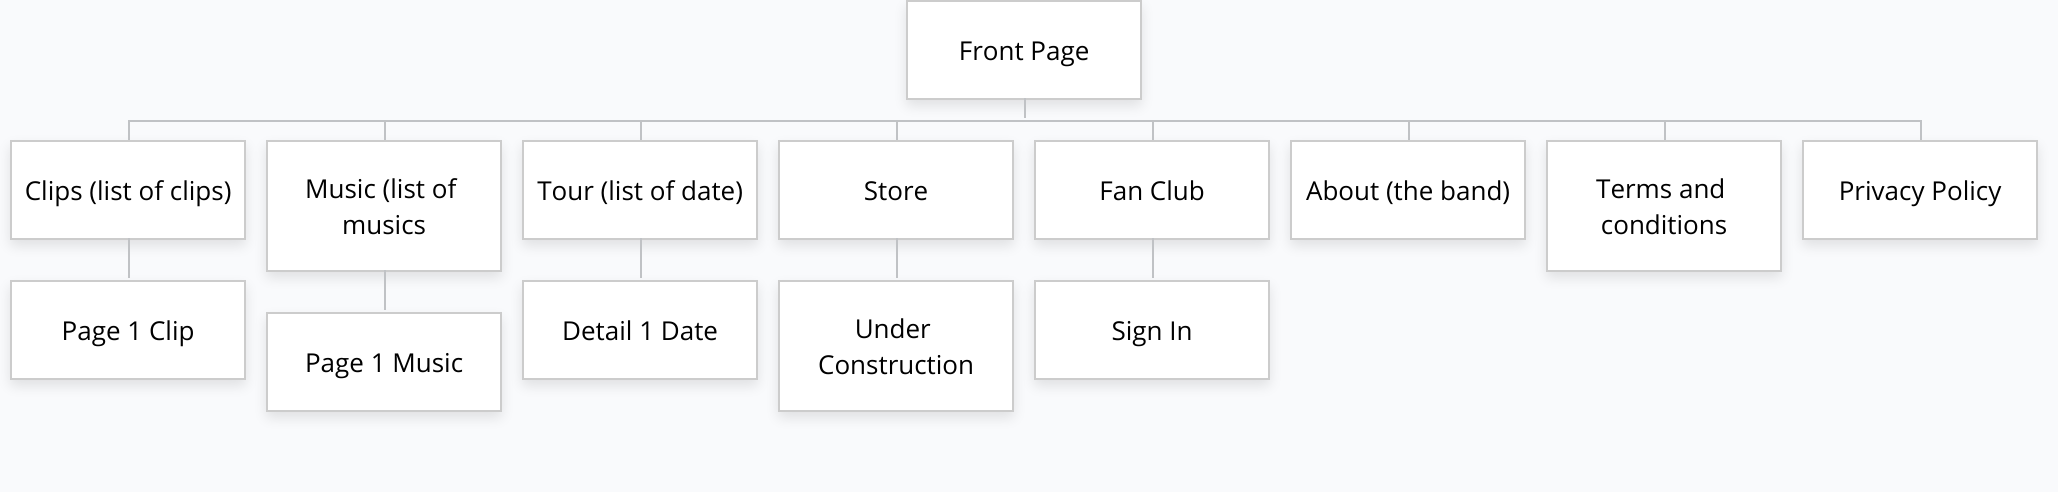 Front Page
Clips (list of clips)
Music (list of
musics
Tour (list of date)
Store
Fan Club
About (the band)
Terms and
conditions
Privacy Policy
Page 1 Clip
Page 1 Music
Detail 1 Date
Under
Construction
Sign In